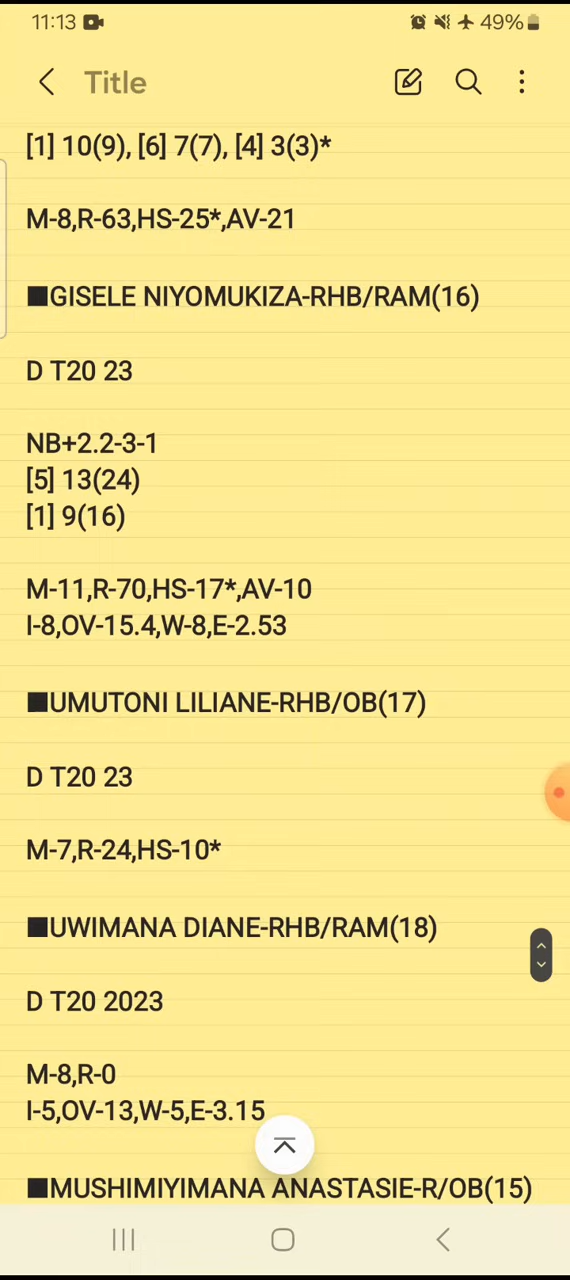 11:13 49%
Title
[1] 10(9), [6] 7(7), [4] 3(3)*
M-8,R-63,HS-25*,AV-21
■GISELE NIYOMUKIZA-RHB/RAM(16)
D T20 23
NB+2.2-3-1
[5] 13(24)
[1] 9(16)
M-11,R-70,HS-17*,AV-10
I-8,OV-15.4,W-8,E-2.53
■UMUTONI LILIANE-RHB/OB(17)
D T20 23
M-7,R-24,HS-10*
■UWIMANA DIANE-RHB/RAM(18)
D T20 2023
M-8,R-0
I-5,OV-13,W-5,E-3.15
■MUSHIMIYIMANA ANASTASIE-R/OB(15)